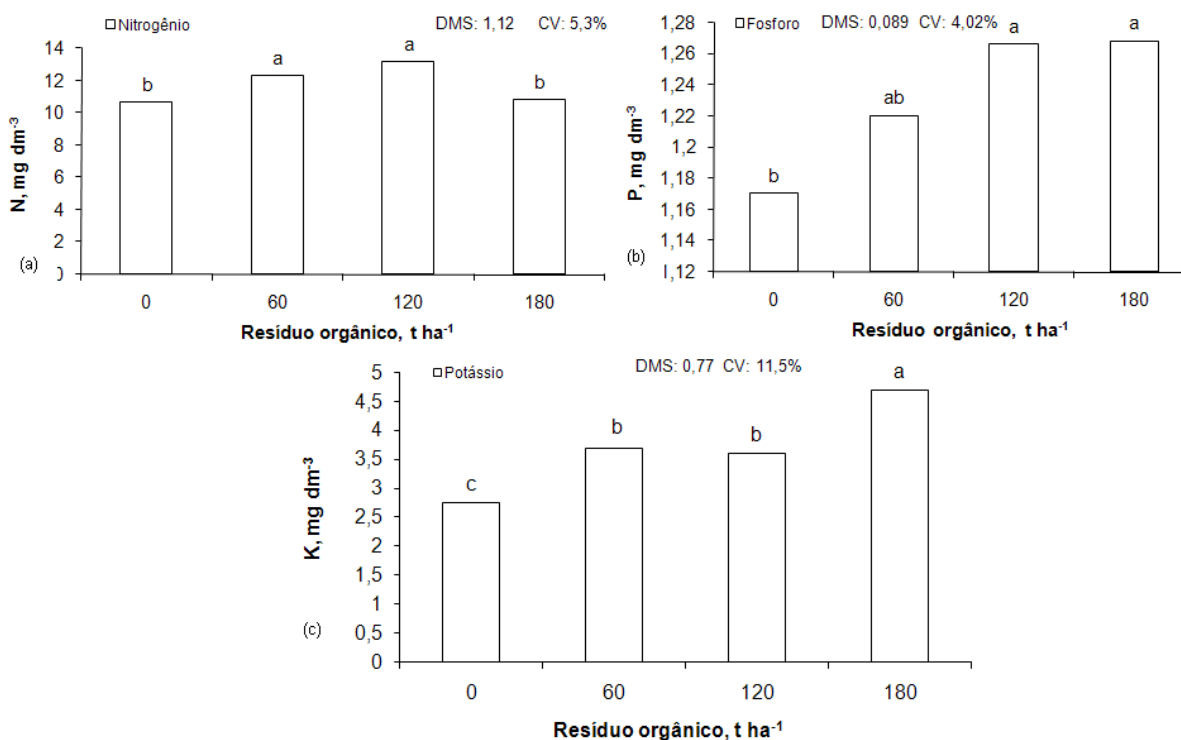 Nitrogênio DMS: 1,12 CV: 5,3%
14
12
10
8
6
4
2
0
N, mg dm-3
b
a
a
b
(a)
0 60 120 180
Resíduo orgânico, t ha-1
Fosforo DMS: 0,089 CV: 4,02%
1,28
1,26
1,24
1,22
1,2
1,18
1,16
1,14
1,12
P, mg dm-3
b
ab
a
a
(b)
0 60 120 180
Resíduo orgânico, t ha-1
Potássio DMS: 0,77 CV: 11,5%
5
4,5
4
3,5
3
2,5
2
1,5
1
0,5
0
K, mg dm-3
c
b
b
a
(c)
0 60 120 180
Resíduo orgânico, t ha-1